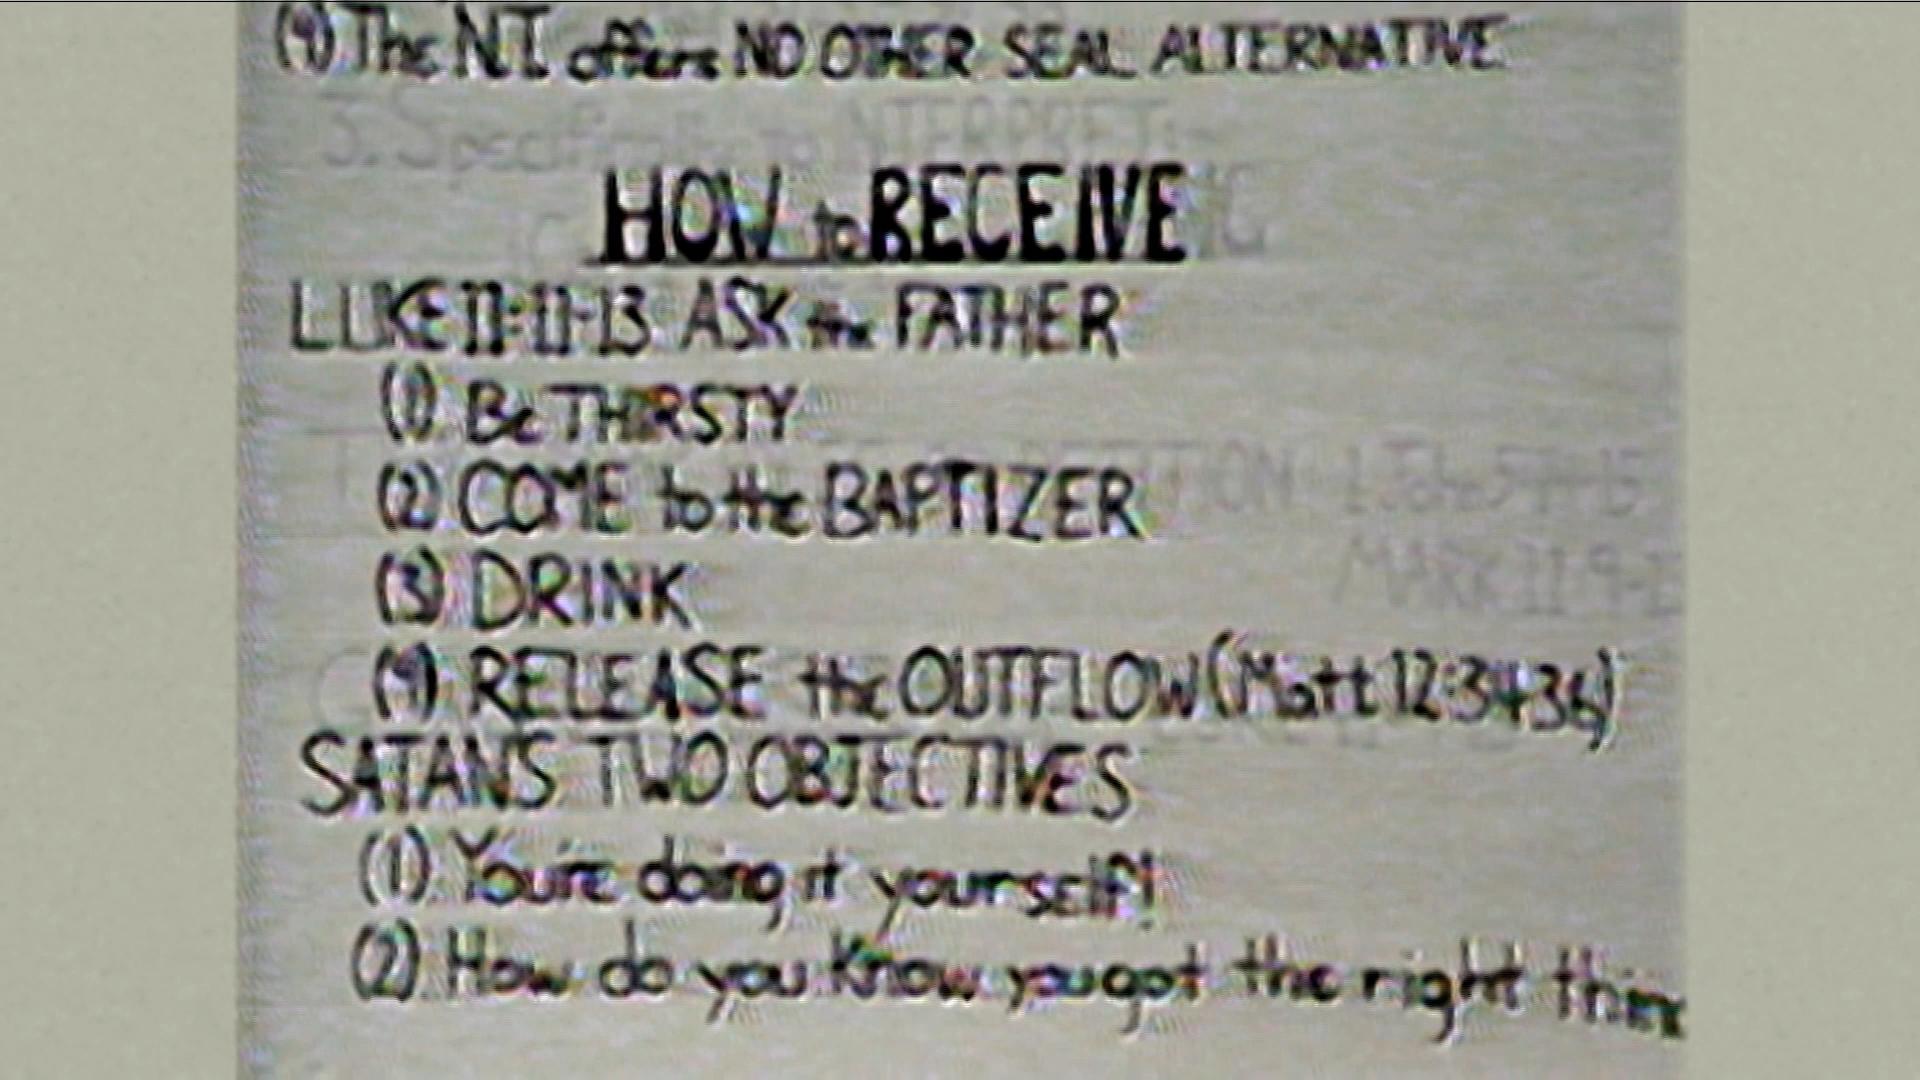 (4) The N.T. offers NO OTHER SEAL ALTERNATIVE
HOW to RECEIVE
LUKE 11:11-13 ASK the FATHER
(1) Be THIRSTY
(2) COME to the BAPTIZER
(3) DRINK
(4) RELEASE the OUTFLOW (Matt 12:34+36)
SATAN'S TWO OBJECTIVES
(1) You're doing it yourself!
(2) How do you know you got the right